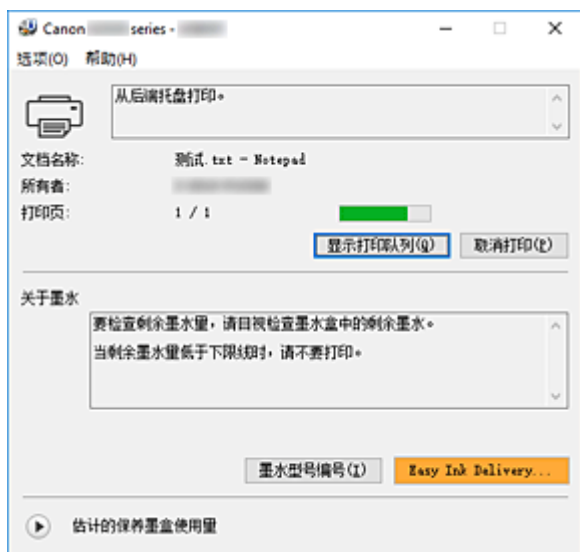 Canon series -
选项(O) 帮助(H)
从后端托盘打印。
文档名称: 测试.txt - Notepad
所有者:
打印页: 1 / 1
显示打印队列(Q) 取消打印(P)
关于墨水
要检查剩余墨水量，请目视检查墨水盒中的剩余墨水。
当剩余墨水量低于下限线时，请不要打印。
墨水型号编号(I) Easy Ink Delivery...
估计的保养墨盒使用量